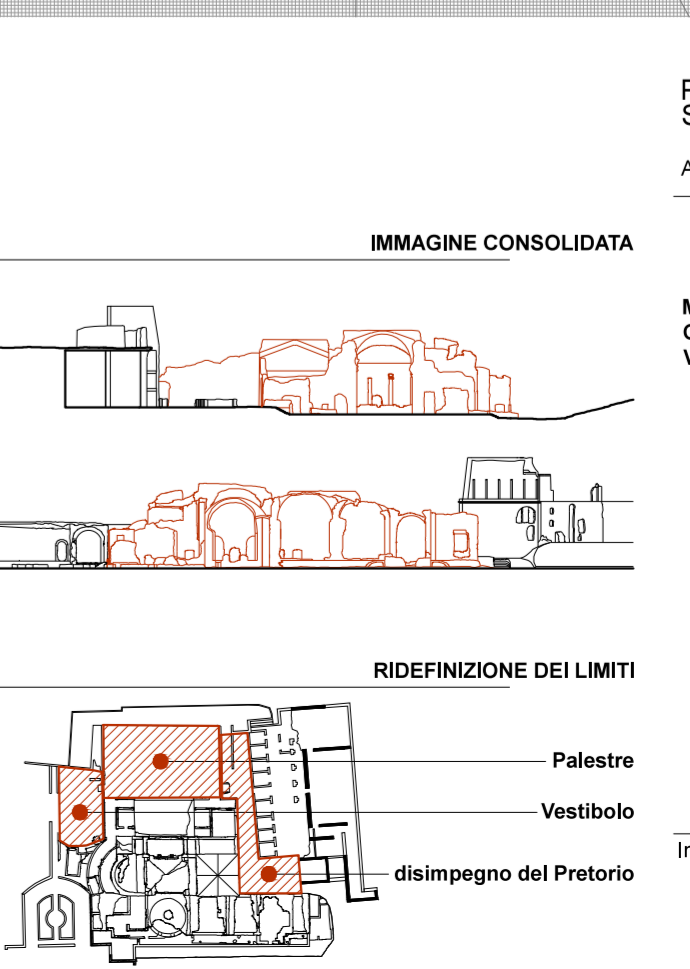 IMMAGINE CONSOLIDATA
RIDEFINIZIONE DEI LIMITI
Palestre
Vestibolo
disimpegno del Pretorio